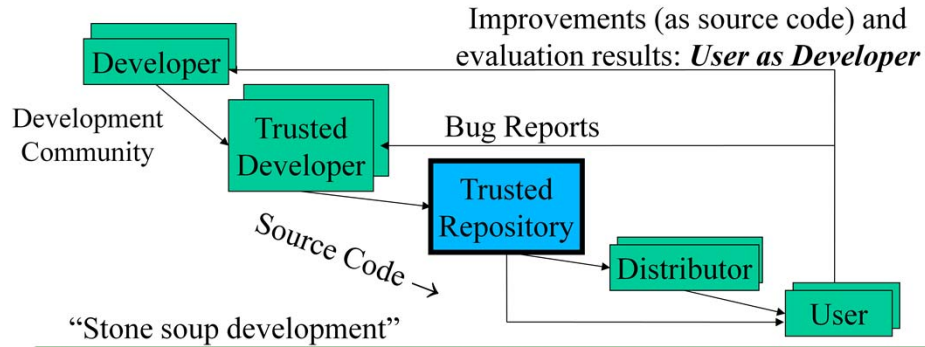 Improvements (as source code) and
evaluation results: User as Developer
Developer
Development
Community
Trusted
Developer
Bug Reports
Trusted
Repository
Source Code →
Distributor
User
“Stone soup development”